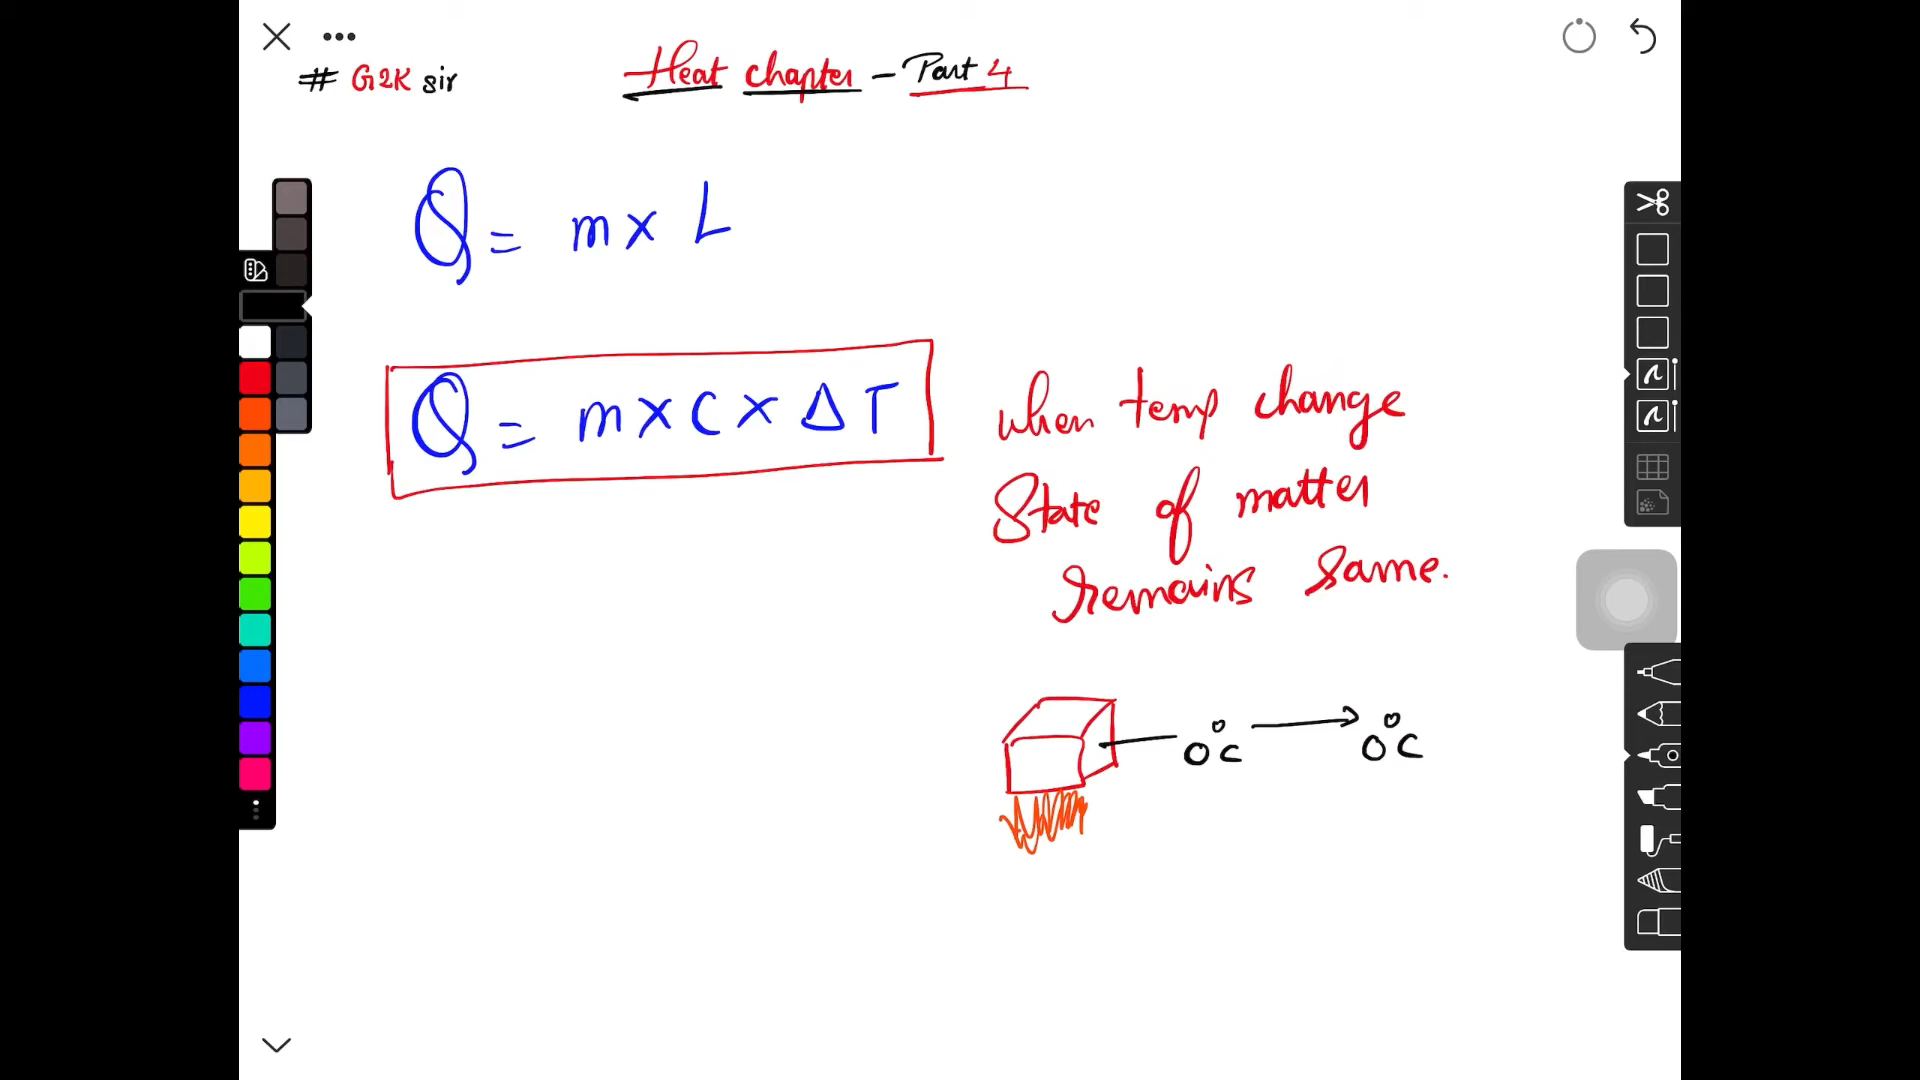 # G2K sir
Heat chapter - Part 4
Q = m x L
Q = m x C x ΔT
when temp change
State of matter
remains same.
0°C → 0°C